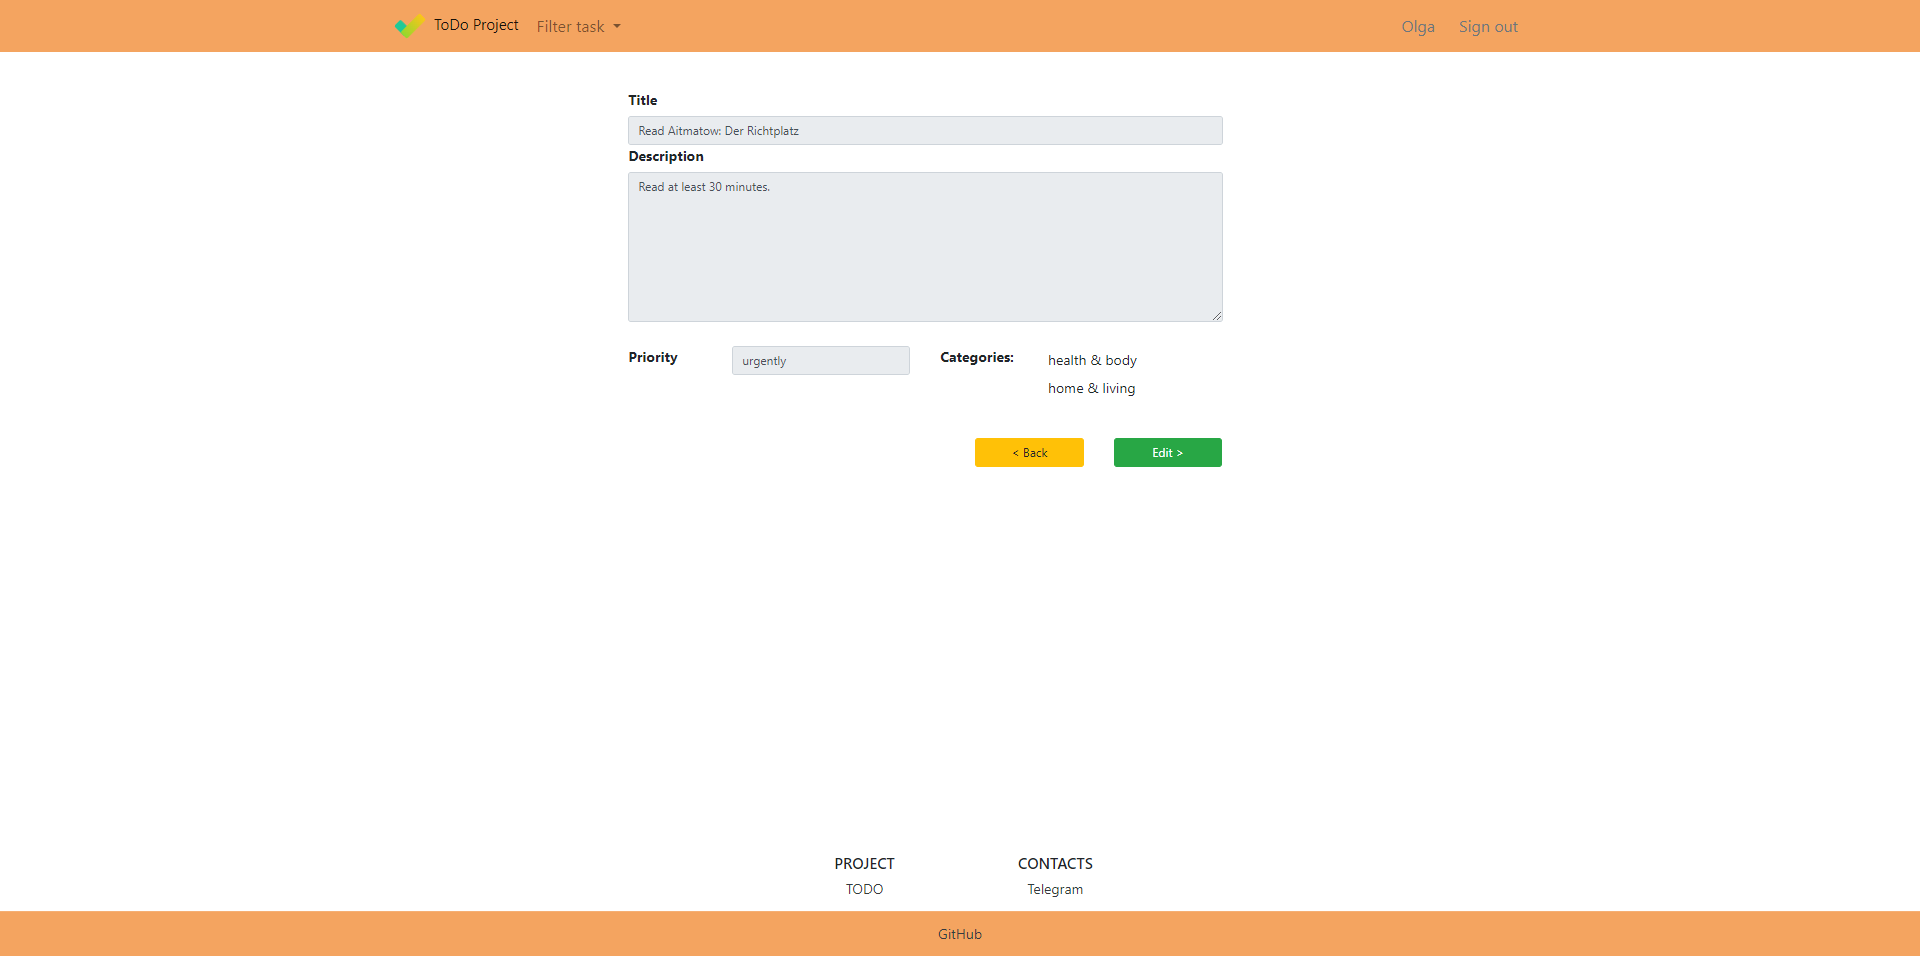 ToDo Project
Filter task
Olga
Sign out
Title
Read Aitmatow: Der Richtplatz
Description
Read at least 30 minutes.
Priority
urgently
Categories:
health & body
home & living
< Back
Edit >
PROJECT
TODO
CONTACTS
Telegram
GitHub